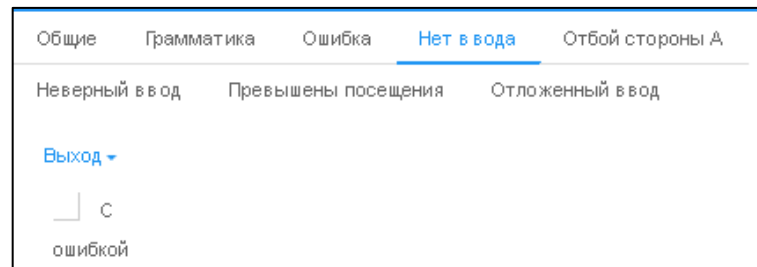 Общие Грамматика Ошибка Нет ввода Отбой стороны А
Неверный ввод Превышены посещения Отложенный ввод
Выход
С
ошибкой